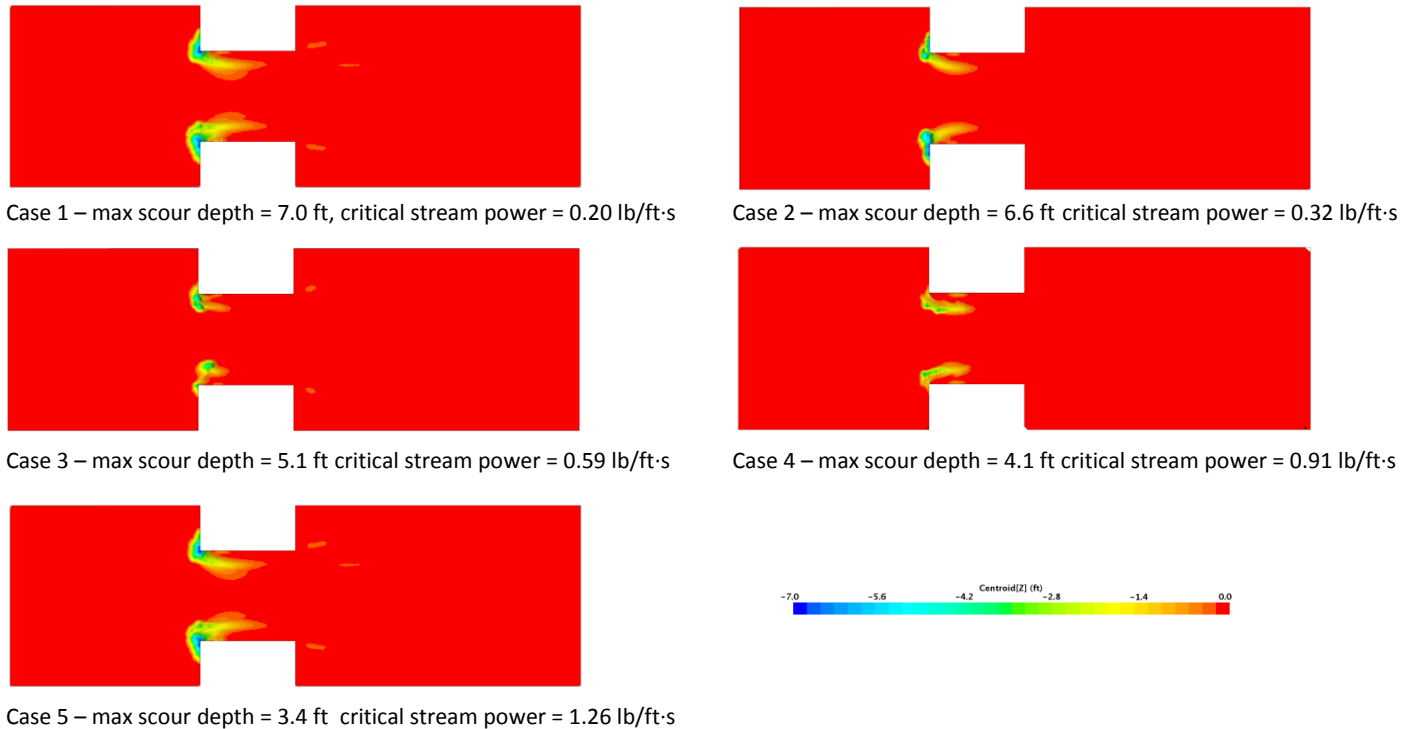 Case 1 – max scour depth = 7.0 ft, critical stream power = 0.20 lb/ft·s
Case 2 – max scour depth = 6.6 ft critical stream power = 0.32 lb/ft·s
Case 3 – max scour depth = 5.1 ft critical stream power = 0.59 lb/ft·s
Case 4 – max scour depth = 4.1 ft critical stream power = 0.91 lb/ft·s
Centroid[Z] (ft)
-7.0 -5.6 -4.2 -2.8 -1.4 0.0
Case 5 – max scour depth = 3.4 ft  critical stream power = 1.26 lb/ft·s